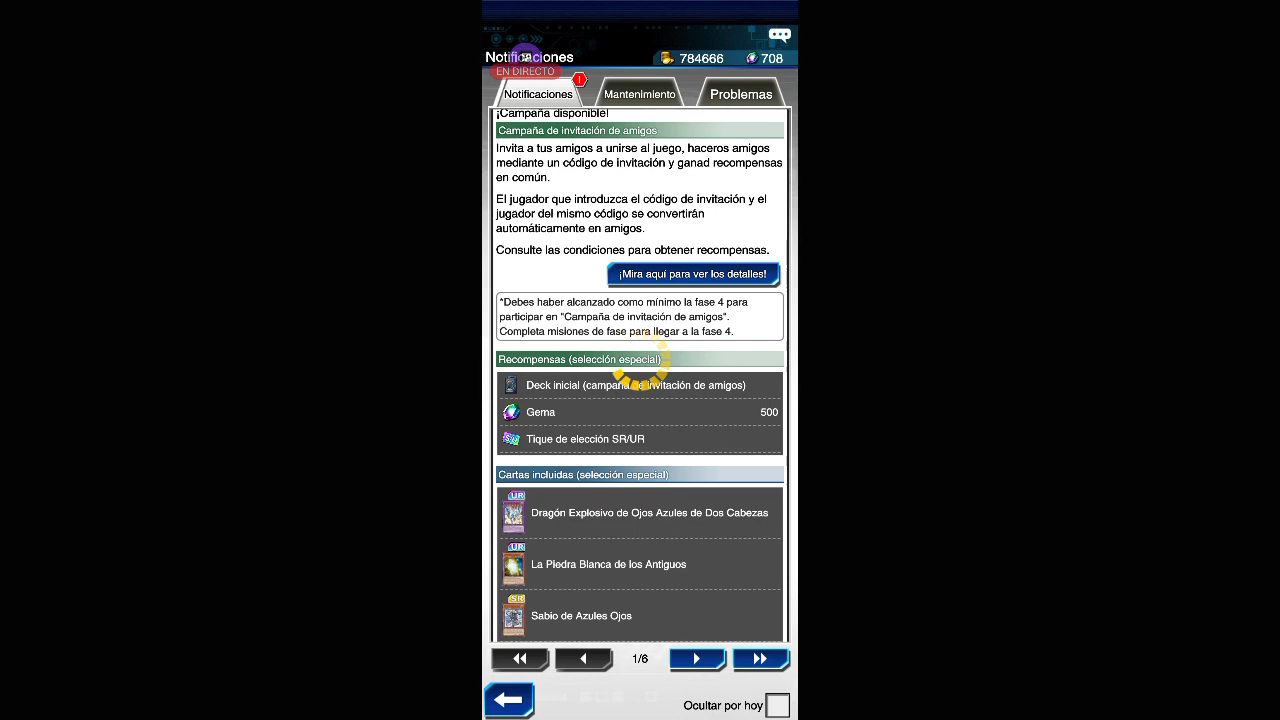 Notificaciones
784666
708
EN DIRECTO
!
Notificaciones
Mantenimiento
Problemas
¡Campaña disponible!
Campaña de invitación de amigos
Invita a tus amigos a unirse al juego, haceros amigos
mediante un código de invitación y ganad recompensas
en común.
El jugador que introduzca el código de invitación y el
jugador del mismo código se convertirán
automáticamente en amigos.
Consulte las condiciones para obtener recompensas.
¡Mira aquí para ver los detalles!
*Debes haber alcanzado como mínimo la fase 4 para
participar en "Campaña de invitación de amigos".
Completa misiones de fase para llegar a la fase 4.
Recompensas (selección especial)
Deck inicial (campaña de invitación de amigos)
Gema 500
Tique de elección SR/UR
Cartas incluidas (selección especial)
UR
Dragón Explosivo de Ojos Azules de Dos Cabezas
UR
La Piedra Blanca de los Antiguos
SR
Sabio de Azules Ojos
1/6
Ocultar por hoy